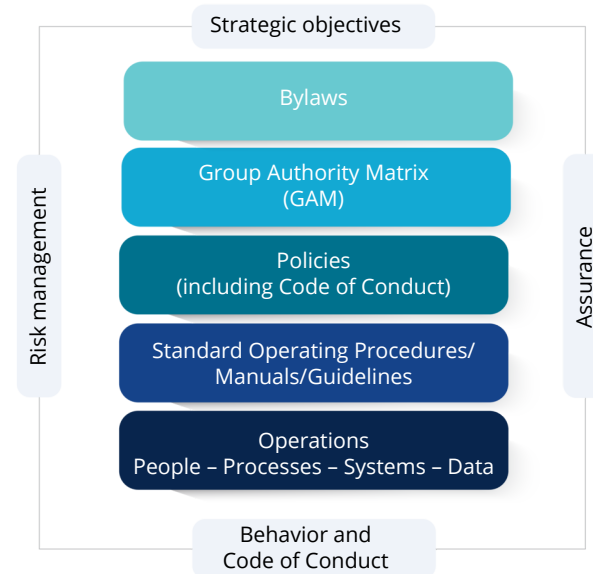 Strategic objectives
Bylaws
Group Authority Matrix
(GAM)
Risk management
Policies
(including Code of Conduct)
Assurance
Standard Operating Procedures/
Manuals/Guidelines
Operations
People – Processes – Systems – Data
Behavior and
Code of Conduct